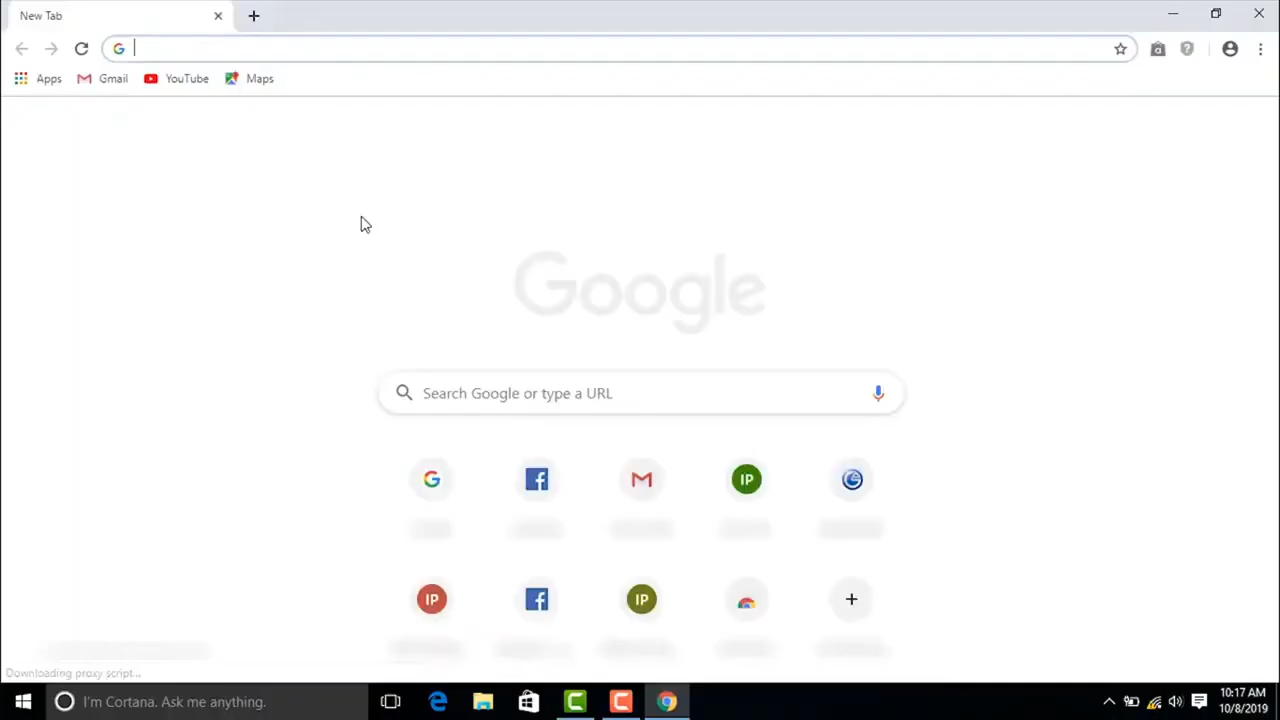 New Tab
Apps Gmail YouTube Maps
Google
Search Google or type a URL
IP
IP IP
Downloading proxy script...
I'm Cortana. Ask me anything.
10:17 AM
10/8/2019